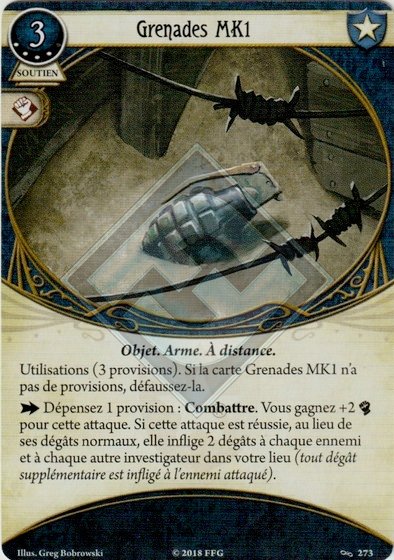 3
Grenades MK1
SOUTIEN
Objet. Arme. À distance.
Utilisations (3 provisions). Si la carte Grenades MK1 n'a
pas de provisions, défaussez-la.
Dépensez 1 provision : Combattre. Vous gagnez +2
pour cette attaque. Si cette attaque est réussie, au lieu de
ses dégâts normaux, elle inflige 2 dégâts à chaque ennemi
et à chaque autre investigateur dans votre lieu (tout dégât
supplémentaire est infligé à l'ennemi attaqué).
Illus. Greg Bobrowski © 2018 FFG 273